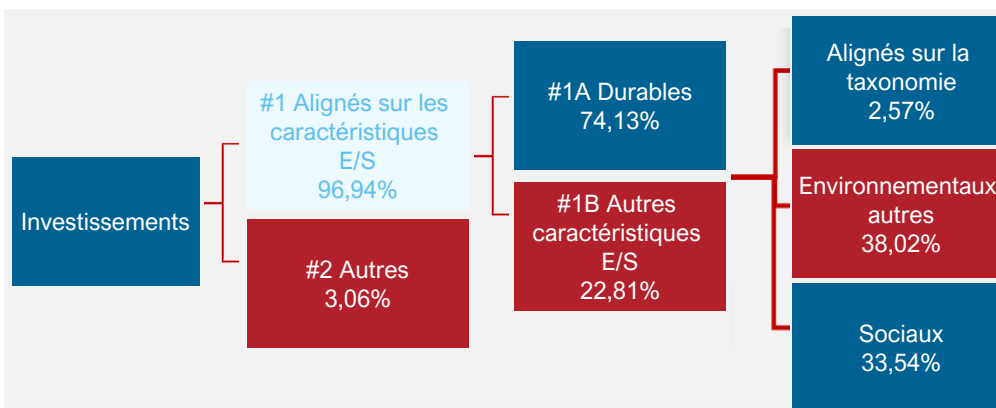 Investissements
#1 Alignés sur les
caractéristiques
E/S
96,94%
#2 Autres
3,06%
#1A Durables
74,13%
#1B Autres
caractéristiques
E/S
22,81%
Alignés sur la
taxonomie
2,57%
Environnementaux
autres
38,02%
Sociaux
33,54%